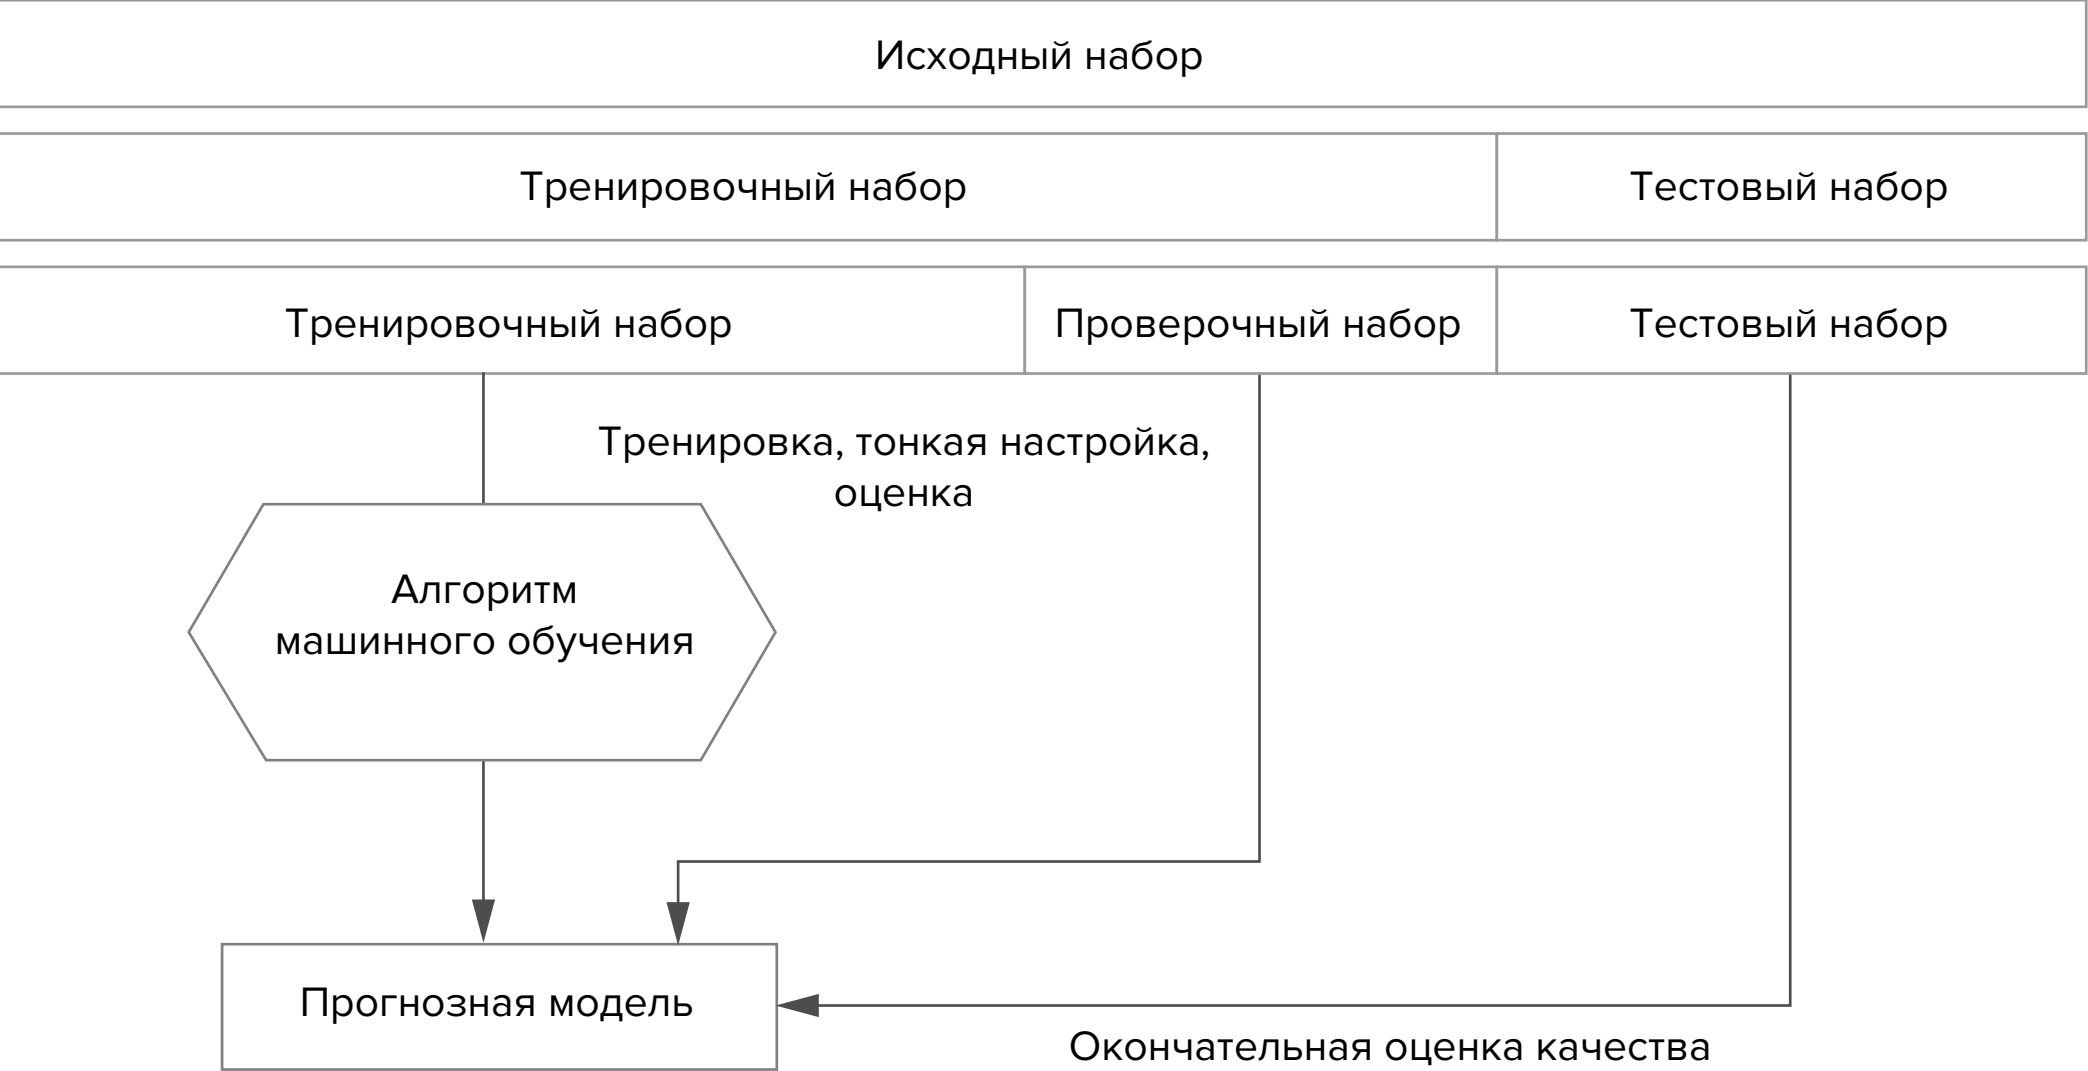 Исходный набор
Тренировочный набор
Тестовый набор
Тренировочный набор
Проверочный набор
Тестовый набор
Тренировка, тонкая настройка,
оценка
Алгоритм
машинного обучения
Прогнозная модель
Окончательная оценка качества